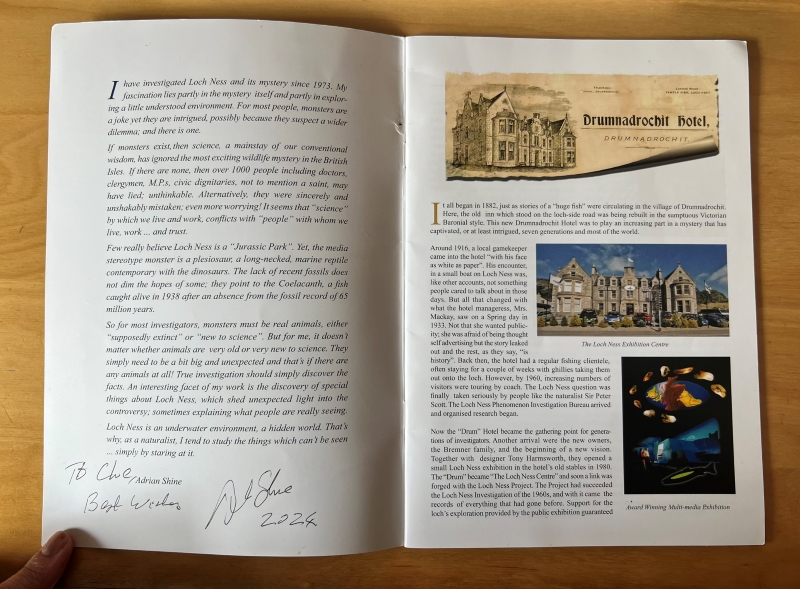 I have investigated Loch Ness and its mystery since 1973. My
fascination lies partly in the mystery itself and partly in explor-
ing a little understood environment. For most people, monsters are
a joke yet they are intrigued, possibly because they suspect a wider
dilemma; and there is one.
If monsters exist, then science, a mainstay of our conventional
wisdom, has ignored the most exciting wildlife mystery in the British
Isles. If there are none, then over 1000 people including doctors,
clergymen, M.P.s, civic dignitaries, not to mention a saint, may
have lied; unthinkable. Alternatively, they were sincerely and
unshakably mistaken; even more worrying! It seems that "science"
by which we live and work, conflicts with "people" with whom we
live, work ... and trust.
Few really believe Loch Ness is a "Jurassic Park". Yet, the media
stereotype monster is a plesiosaur, a long-necked, marine reptile
contemporary with the dinosaurs. The lack of recent fossils does
not dim the hopes of some; they point to the Coelacanth, a fish
caught alive in 1938 after an absence from the fossil record of 65
million years.
So for most investigators, monsters must be real animals, either
"supposedly extinct" or "new to science". But for me, it doesn't
matter whether animals are very old or very new to science. They
simply need to be a bit big and unexpected and that's if there are
any animals at all! True investigation should simply discover the
facts. An interesting facet of my work is the discovery of special
things about Loch Ness, which shed unexpected light into the
controversy; sometimes explaining what people are really seeing.
Loch Ness is an underwater environment, a hidden world. That's
why, as a naturalist, I tend to study the things which can't be seen
... simply by staring at it.
/Adrian Shine
To
Best Wishes
2024
Drumnadrochit Hotel,
DRUMNADROCHIT.
It all began in 1882, just as stories of a "huge fish" were circulating in the village of Drumnadrochit.
Here, the old inn which stood on the loch-side road was being rebuilt in the sumptuous Victorian
Baronial style. This new Drumnadrochit Hotel was to play an increasing part in a mystery that has
captivated, or at least intrigued, seven generations and most of the world.
Around 1916, a local gamekeeper
came into the hotel "with his face
as white as paper". His encounter,
in a small boat on Loch Ness was,
like other accounts, not something
people cared to talk about in those
days. But all that changed with
what the hotel manageress, Mrs.
Mackay, saw on a Spring day in
1933. Not that she wanted public-
ity; she was afraid of being thought
self advertising but the story leaked
out and the rest, as they say, "is
history". Back then, the hotel had a regular fishing clientele,
often staying for a couple of weeks with ghillies taking them
out onto the loch. However, by 1960, increasing numbers of
visitors were touring by coach. The Loch Ness question was
finally taken seriously by people like the naturalist Sir Peter
Scott. The Loch Ness Phenomenon Investigation Bureau arrived
and organised research began.
The Loch Ness Exhibition Centre
Now the "Drum" Hotel became the gathering point for genera-
tions of investigators. Another arrival were the new owners,
the Bremner family, and the beginning of a new vision.
Together with designer Tony Harmsworth, they opened a
small Loch Ness exhibition in the hotel's old stables in 1980.
The "Drum" became "The Loch Ness Centre" and soon a link was
forged with the Loch Ness Project. The Project had succeeded
the Loch Ness Investigation of the 1960s, and with it came the
records of everything that had gone before. Support for the
loch's exploration provided by the public exhibition guaranteed
Award Winning Multi-media Exhibition